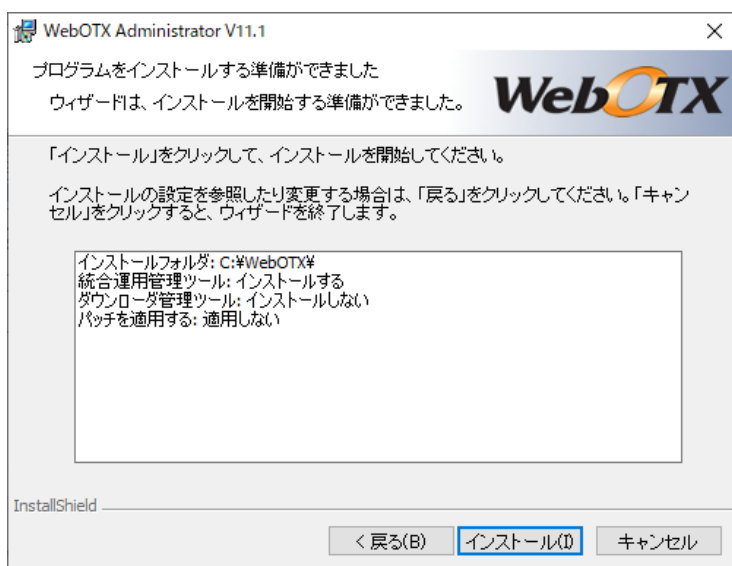 WebOTX Administrator V11.1
プログラムをインストールする準備ができました
ウィザードは、インストールを開始する準備ができました。
WebOTX
「インストール」をクリックして、インストールを開始してください。
インストールの設定を参照したり変更する場合は、「戻る」をクリックしてください。「キャン
セル」をクリックすると、ウィザードを終了します。
インストールフォルダ: C:¥WebOTX¥
統合運用管理ツール: インストールする
ダウンローダ管理ツール: インストールしない
パッチを適用する: 適用しない
InstallShield
< 戻る(B) インストール(I) キャンセル